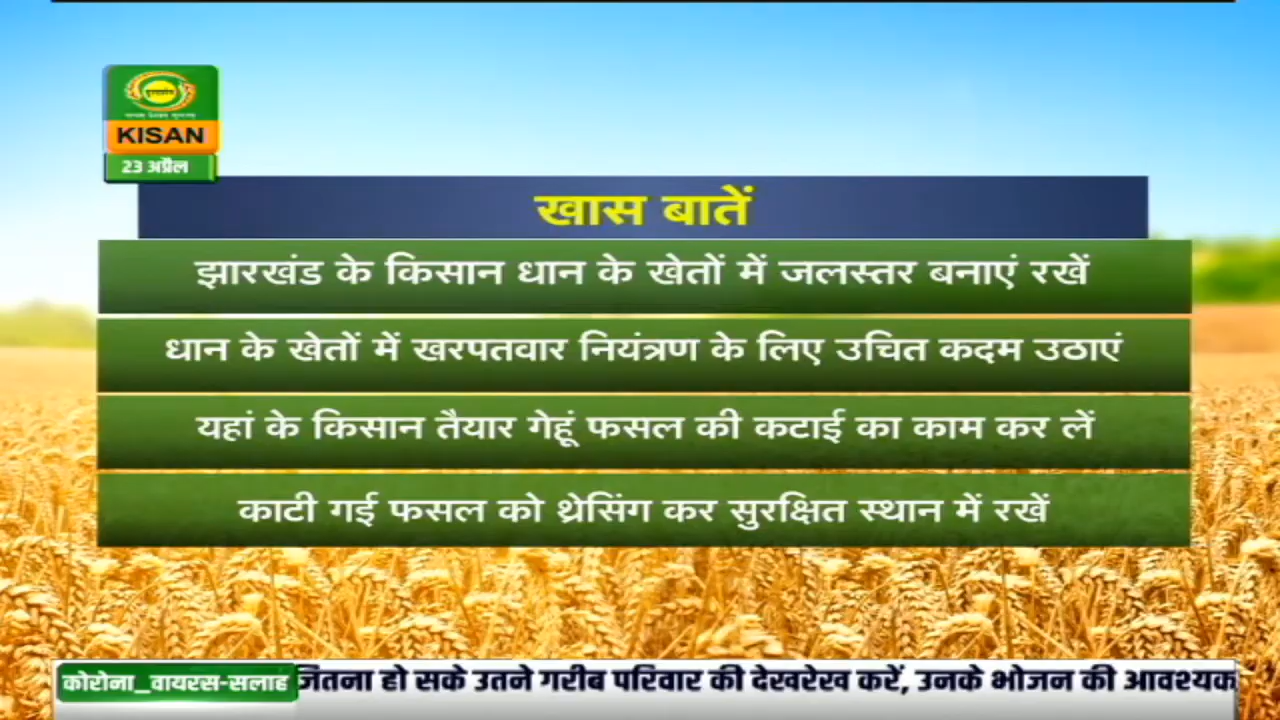 KISAN
23 अप्रैल
खास बातें
झारखंड के किसान धान के खेतों में जलस्तर बनाएं रखें
धान के खेतों में खरपतवार नियंत्रण के लिए उचित कदम उठाएं
यहां के किसान तैयार गेहूं फसल की कटाई का काम कर लें
काटी गई फसल को थ्रेसिंग कर सुरक्षित स्थान में रखें
कोरोना_वायरस-सलाह जितना हो सके उतने गरीब परिवार की देखरेख करें, उनके भोजन की आवश्यक